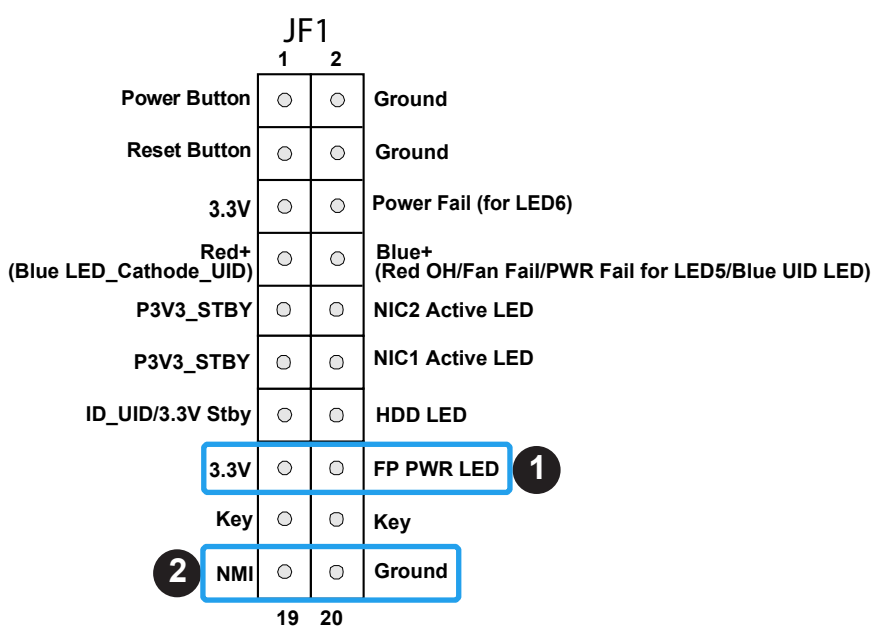 JF1
1 2
Power Button Ground
Reset Button Ground
3.3V Power Fail (for LED6)
Red+ Blue+
(Blue LED_Cathode_UID) (Red OH/Fan Fail/PWR Fail for LED5/Blue UID LED)
P3V3_STBY NIC2 Active LED
P3V3_STBY NIC1 Active LED
ID_UID/3.3V Stby HDD LED
3.3V FP PWR LED 1
Key Key
2 NMI Ground
19 20